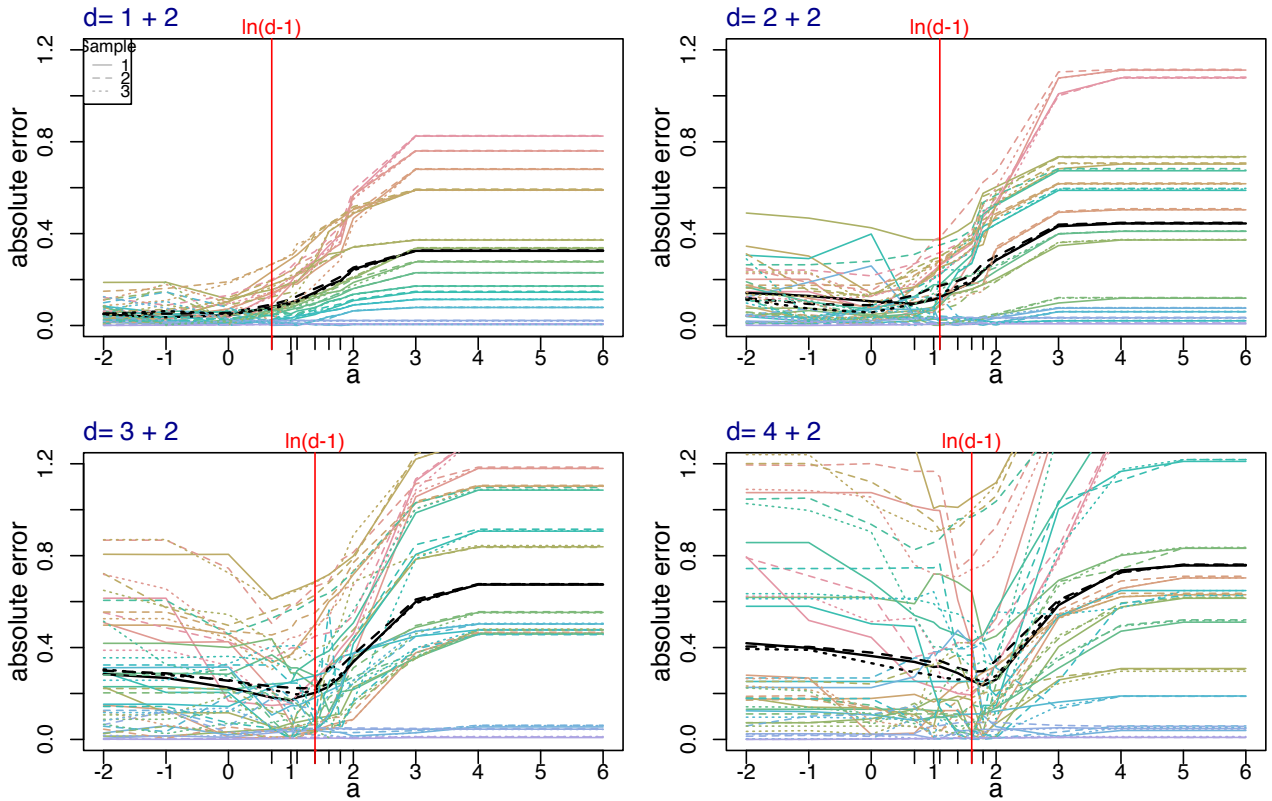 d= 1 + 2
ln(d-1)
absolute error
1.2
0.8
0.4
0.0
Sample
1
2
3
-2 -1 0 1 2 3 4 5 6
a
d= 2 + 2
ln(d-1)
absolute error
1.2
0.8
0.4
0.0
-2 -1 0 1 2 3 4 5 6
a
d= 3 + 2
ln(d-1)
absolute error
1.2
0.8
0.4
0.0
-2 -1 0 1 2 3 4 5 6
a
d= 4 + 2
ln(d-1)
absolute error
1.2
0.8
0.4
0.0
-2 -1 0 1 2 3 4 5 6
a